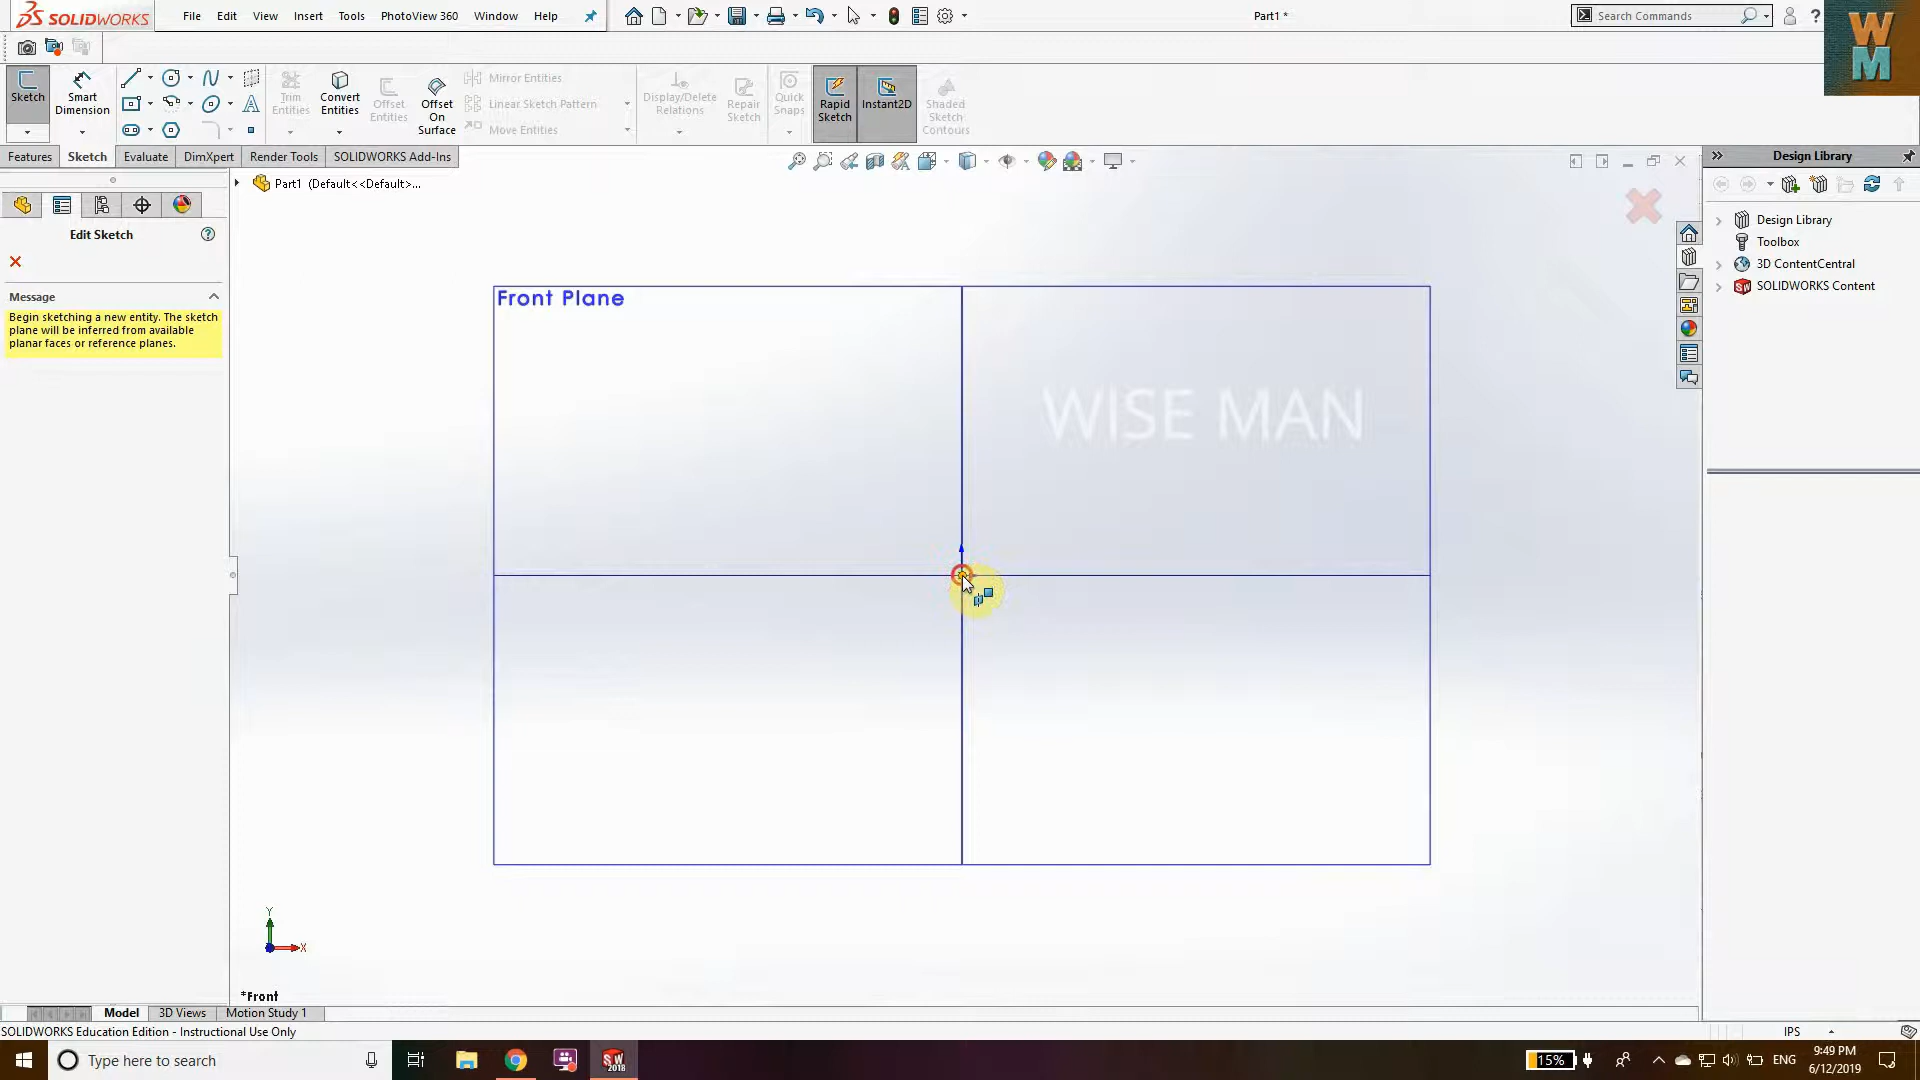 SOLIDWORKS File Edit View Insert Tools PhotoView 360 Window Help Part1 * Search Commands ?
WM
Sketch Smart Dimension Trim Entities Convert Entities Offset Entities Offset On Surface Mirror Entities Linear Sketch Pattern Move Entities Display/Delete Relations Repair Sketch Quick Snaps Rapid Sketch Instant2D Shaded Sketch Contours
Features Sketch Evaluate DimXpert Render Tools SOLIDWORKS Add-Ins
Design Library
Part1 (Default<<Default>...
Edit Sketch
Message
Begin sketching a new entity. The sketch
plane will be inferred from available
planar faces or reference planes.
Front Plane
WISE MAN
Design Library
Toolbox
3D ContentCentral
SOLIDWORKS Content
Y
X
*Front
Model 3D Views Motion Study 1
SOLIDWORKS Education Edition - Instructional Use Only IPS
Type here to search
SW 2018
15% ENG 9:49 PM
6/12/2019